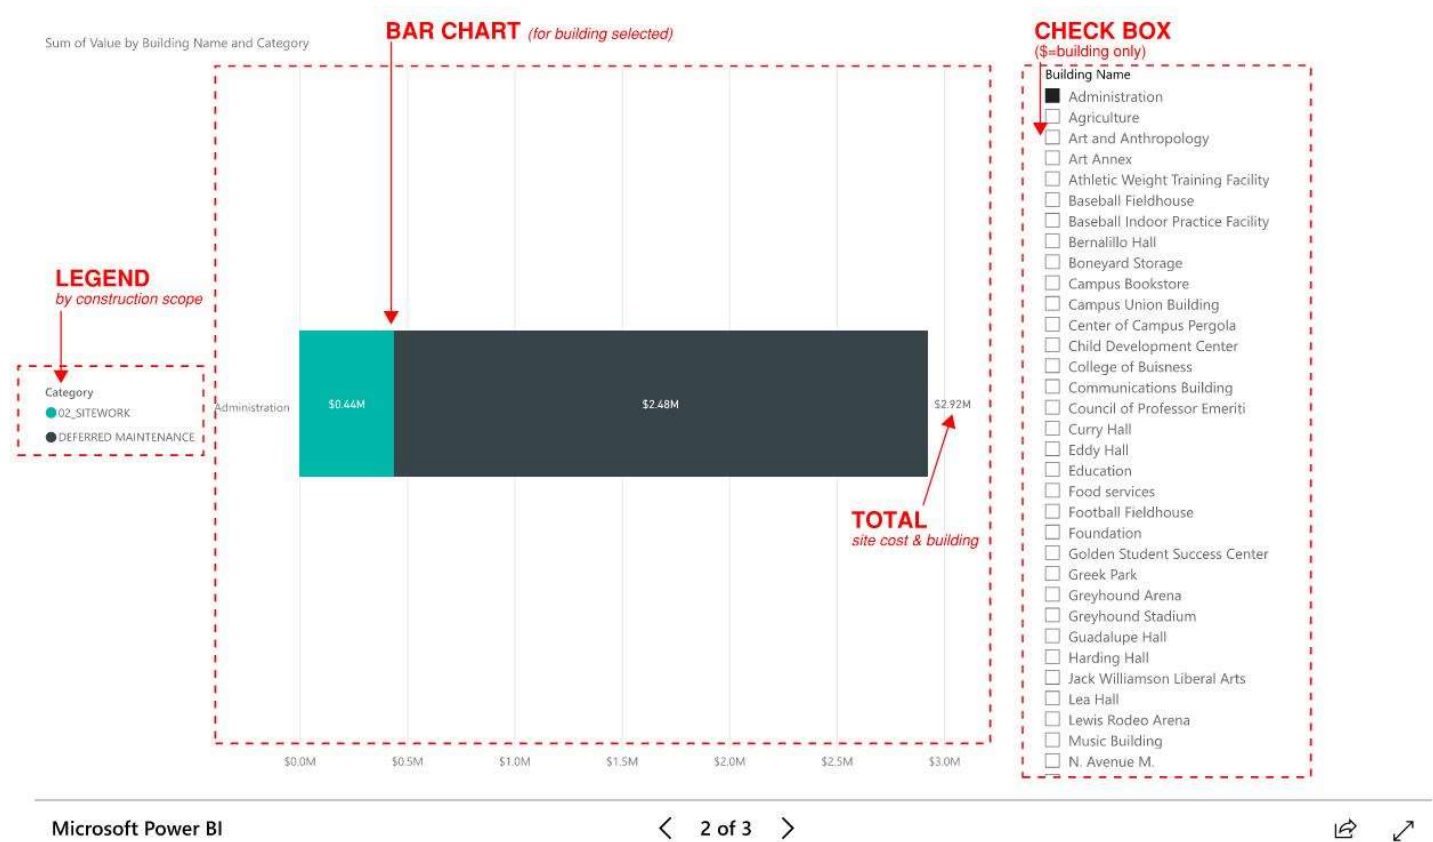 Sum of Value by Building Name and Category
BAR CHART (for building selected)
CHECK BOX
($=building only)
Building Name
Administration
Agriculture
Art and Anthropology
Art Annex
Athletic Weight Training Facility
Baseball Fieldhouse
Baseball Indoor Practice Facility
Bernalillo Hall
Boneyard Storage
Campus Bookstore
Campus Union Building
Center of Campus Pergola
Child Development Center
College of Buisness
Communications Building
Council of Professor Emeriti
Curry Hall
Eddy Hall
Education
Food services
Football Fieldhouse
Foundation
Golden Student Success Center
Greek Park
Greyhound Arena
Greyhound Stadium
Guadalupe Hall
Harding Hall
Jack Williamson Liberal Arts
Lea Hall
Lewis Rodeo Arena
Music Building
N. Avenue M.
LEGEND
by construction scope
Category
02_SITEWORK
DEFERRED MAINTENANCE
Administration
$0.44M
$2.48M
$2.92M
TOTAL
site cost & building
$0.0M $0.5M $1.0M $1.5M $2.0M $2.5M $3.0M
Microsoft Power BI
2 of 3